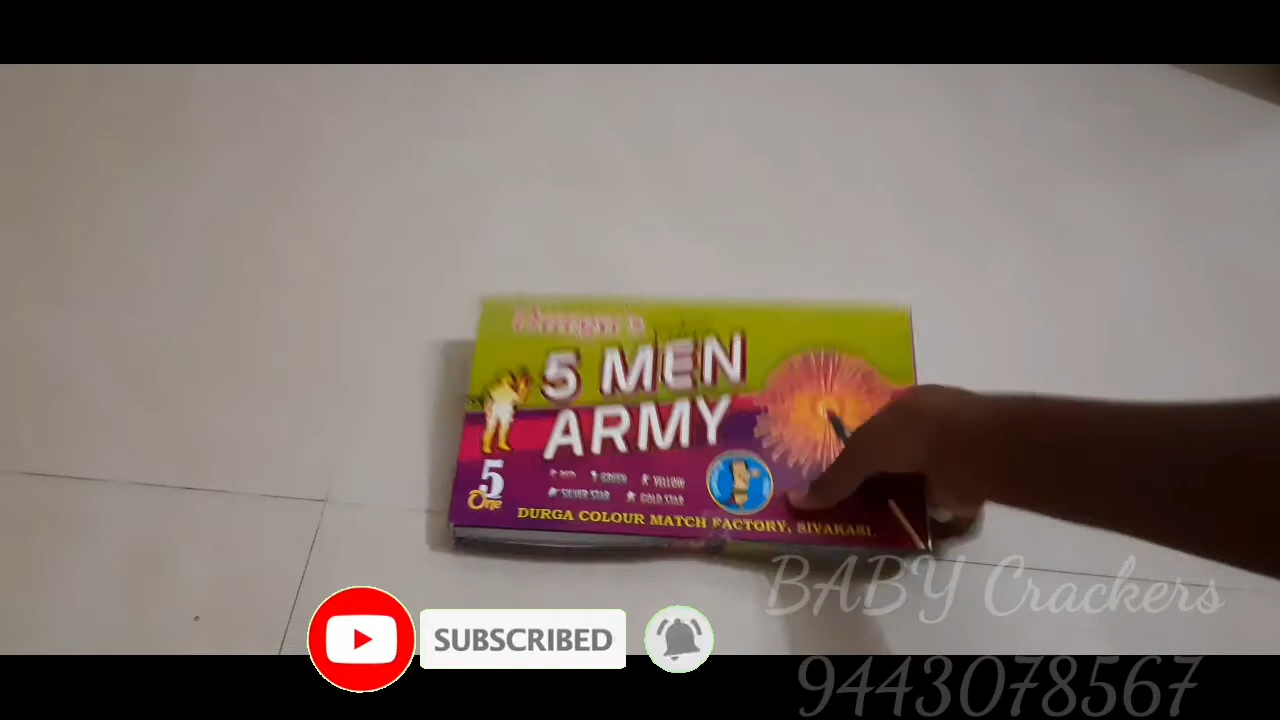 5 MEN
ARMY
5
One
RED GREEN YELLOW
SILVER STAR GOLD STAR
DURGA COLOUR MATCH FACTORY, SIVAKASI.
BABY Crackers
SUBSCRIBED
9443078567